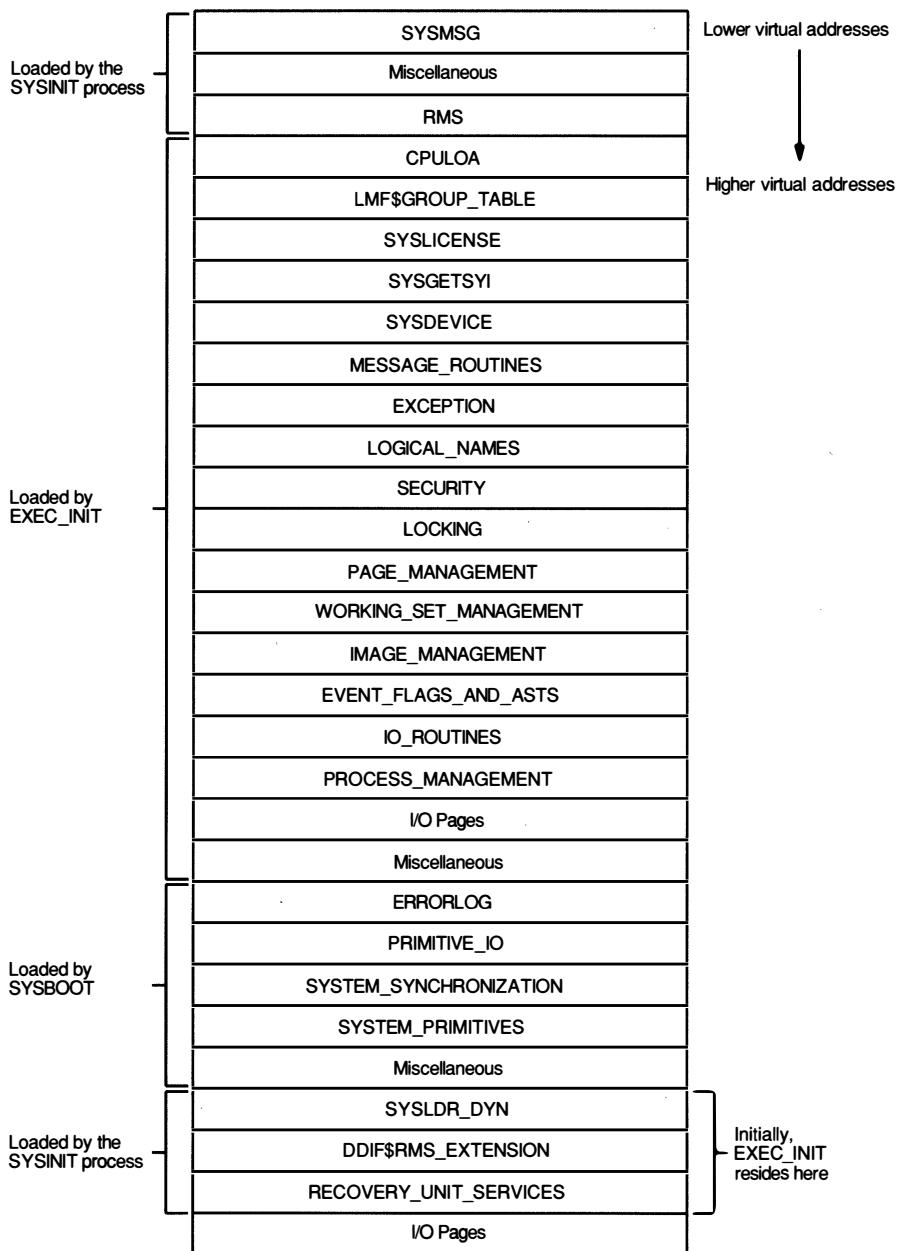 SYSMSG
Lower virtual addresses
Loaded by the
SYSINIT process
Miscellaneous
RMS
CPULOA
Higher virtual addresses
LMF$GROUP_TABLE
SYSLICENSE
SYSGETSYI
SYSDEVICE
MESSAGE_ROUTINES
EXCEPTION
LOGICAL_NAMES
Loaded by
EXEC_INIT
SECURITY
LOCKING
PAGE_MANAGEMENT
WORKING_SET_MANAGEMENT
IMAGE_MANAGEMENT
EVENT_FLAGS_AND_ASTS
IO_ROUTINES
PROCESS_MANAGEMENT
I/O Pages
Miscellaneous
ERRORLOG
PRIMITIVE_IO
Loaded by
SYSBOOT
SYSTEM_SYNCHRONIZATION
SYSTEM_PRIMITIVES
Miscellaneous
SYSLDR_DYN
Loaded by the
SYSINIT process
DDIF$RMS_EXTENSION
Initially,
EXEC_INIT
resides here
RECOVERY_UNIT_SERVICES
I/O Pages